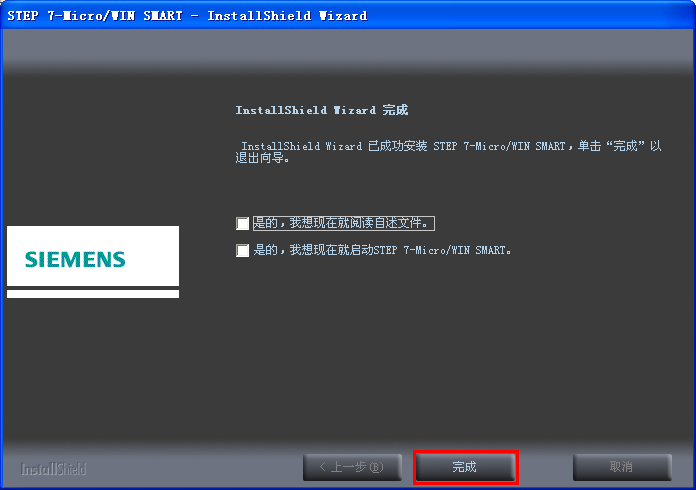 STEP 7-Micro/WIN SMART - InstallShield Wizard
InstallShield Wizard 完成
InstallShield Wizard 已成功安装 STEP 7-Micro/WIN SMART，单击“完成”以
退出向导。
是的，我想现在就阅读自述文件。
是的，我想现在就启动STEP 7-Micro/WIN SMART。
SIEMENS
InstallShield
< 上一步(B)
完成
取消